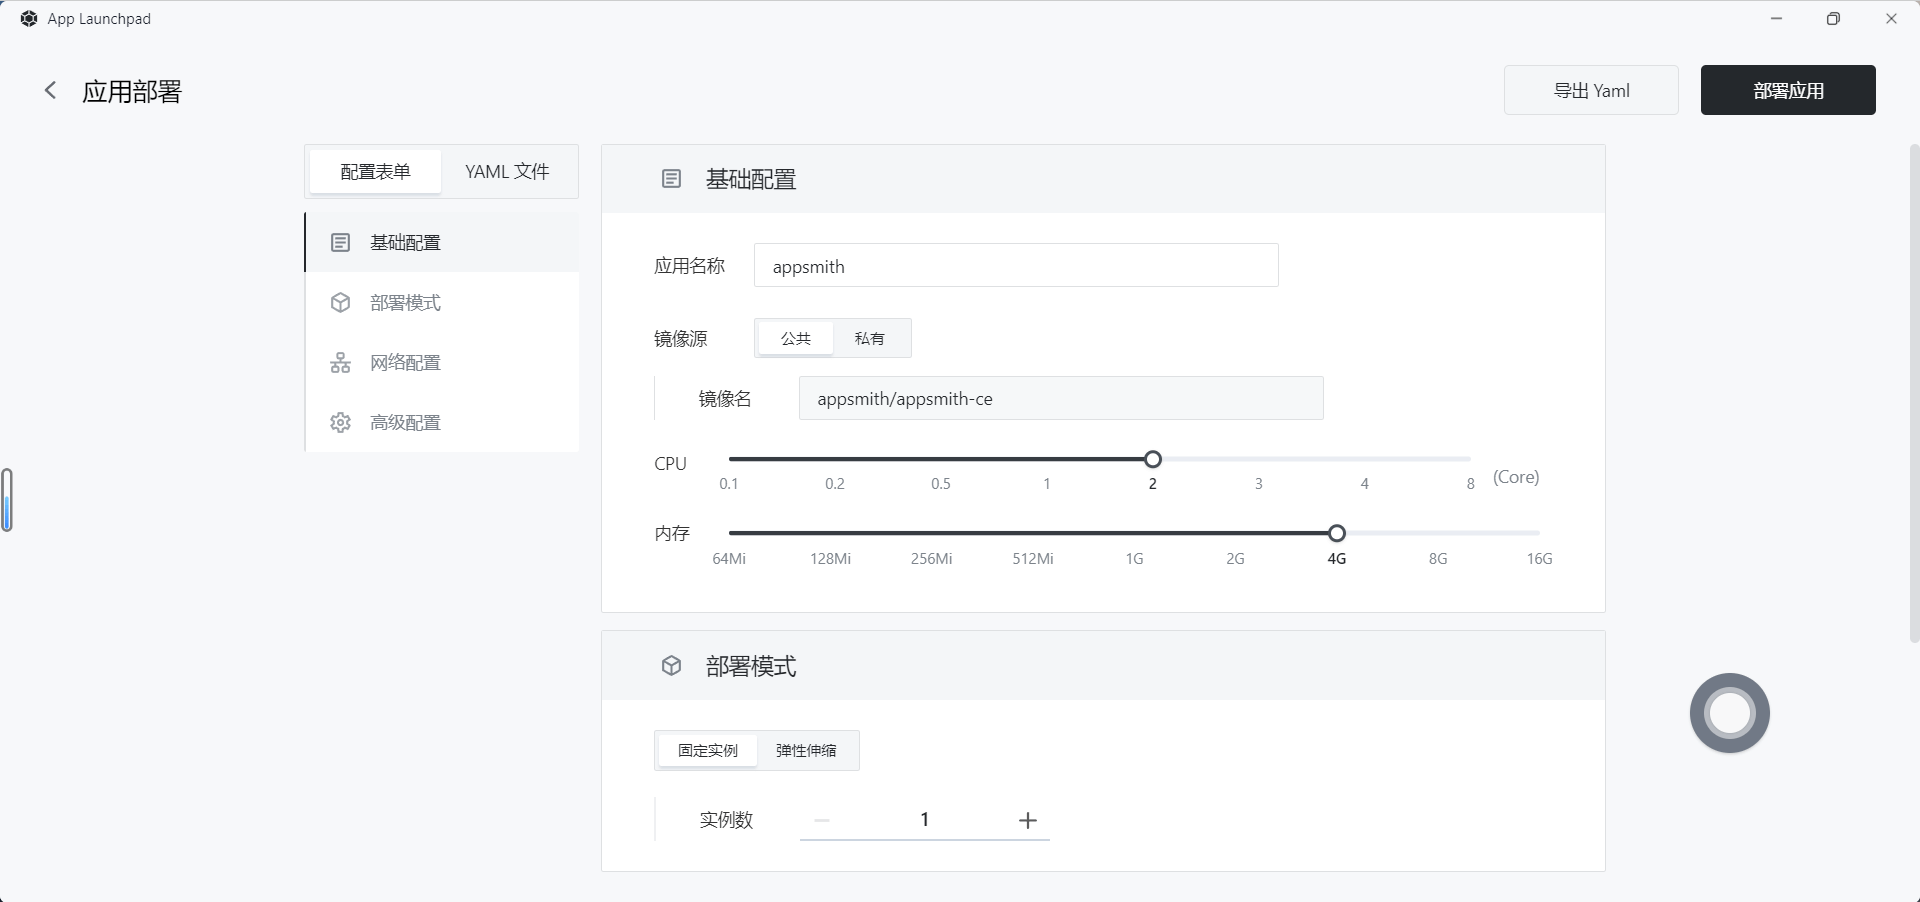 App Launchpad
应用部署
导出 Yaml
部署应用
配置表单
YAML 文件
基础配置
部署模式
网络配置
高级配置
基础配置
应用名称
appsmith
镜像源
公共
私有
镜像名
appsmith/appsmith-ce
CPU
0.1 0.2 0.5 1 2 3 4 8 (Core)
内存
64Mi 128Mi 256Mi 512Mi 1G 2G 4G 8G 16G
部署模式
固定实例
弹性伸缩
实例数
1